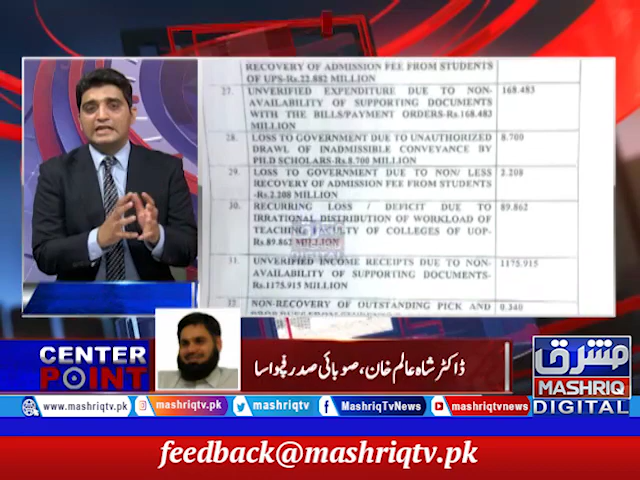 RECOVERY OF ADMISSION FEE FROM STUDENTS
OF UPS-Rs.22.882 MILLION
27. UNVERIFIED EXPENDITURE DUE TO NON- 168.483
AVAILABILITY OF SUPPORTING DOCUMENTS
WITH THE BILLS/PAYMENT ORDERS-Rs.168.483
MILLION
28. LOSS TO GOVERNMENT DUE TO UNAUTHORIZED 8.700
DRAWL OF INADMISSIBLE CONVEYANCE BY
SCHOLARS-Rs.8.700 MILLION
29. LOSS TO GOVERNMENT DUE TO NON/ LESS 2.208
RECOVERY OF ADMISSION FEE FROM STUDENTS
-Rs.2.208 MILLION
30. RECURRING LOSS / DEFICIT DUE TO 89.862
IRRATIONAL DISTRIBUTION OF WORKLOAD OF
TEACHING FACULTY OF COLLEGES OF UOP-
Rs.89.862 MILLION
31. UNVERIFIED INCOME RECEIPTS DUE TO NON- 1175.915
AVAILABILITY OF SUPPORTING DOCUMENTS-
Rs.1175.915 MILLION
NON-RECOVERY OF OUTSTANDING PICK AND 0.340
CENTER
POINT
ڈاکٹر شاہ عالم خان، صوبائی صدر فپواسا
مشرق
MASHRIQ
DIGITAL
www.mashriqtv.pk mashriqtv.pk mashriqtv.pk MashriqTvNews mashriqtvnews
feedback@mashriqtv.pk